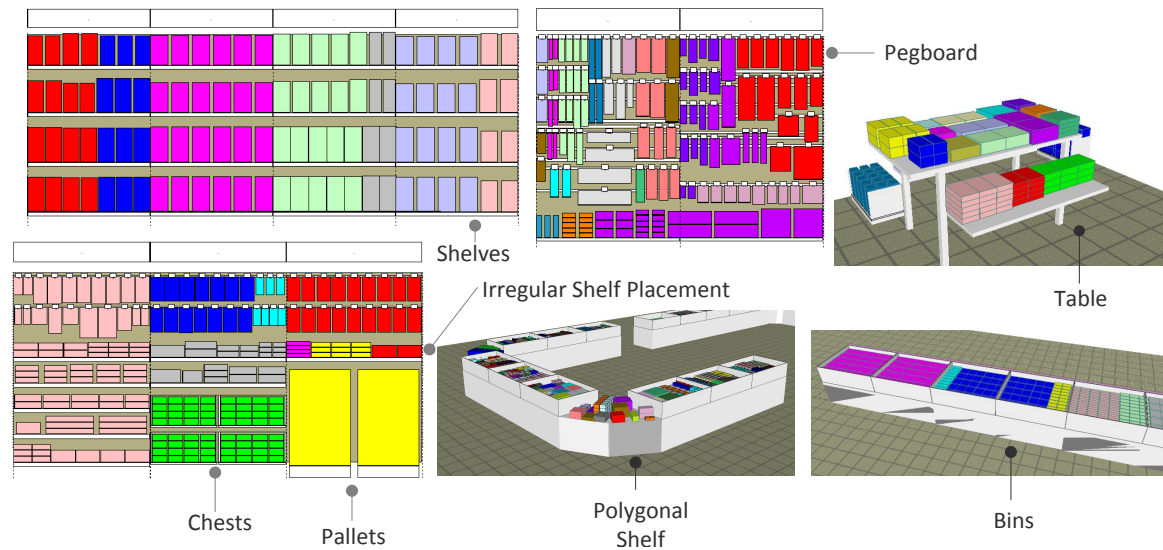 Pegboard
Shelves
Table
Irregular Shelf Placement
Chests
Pallets
Polygonal
Shelf
Bins